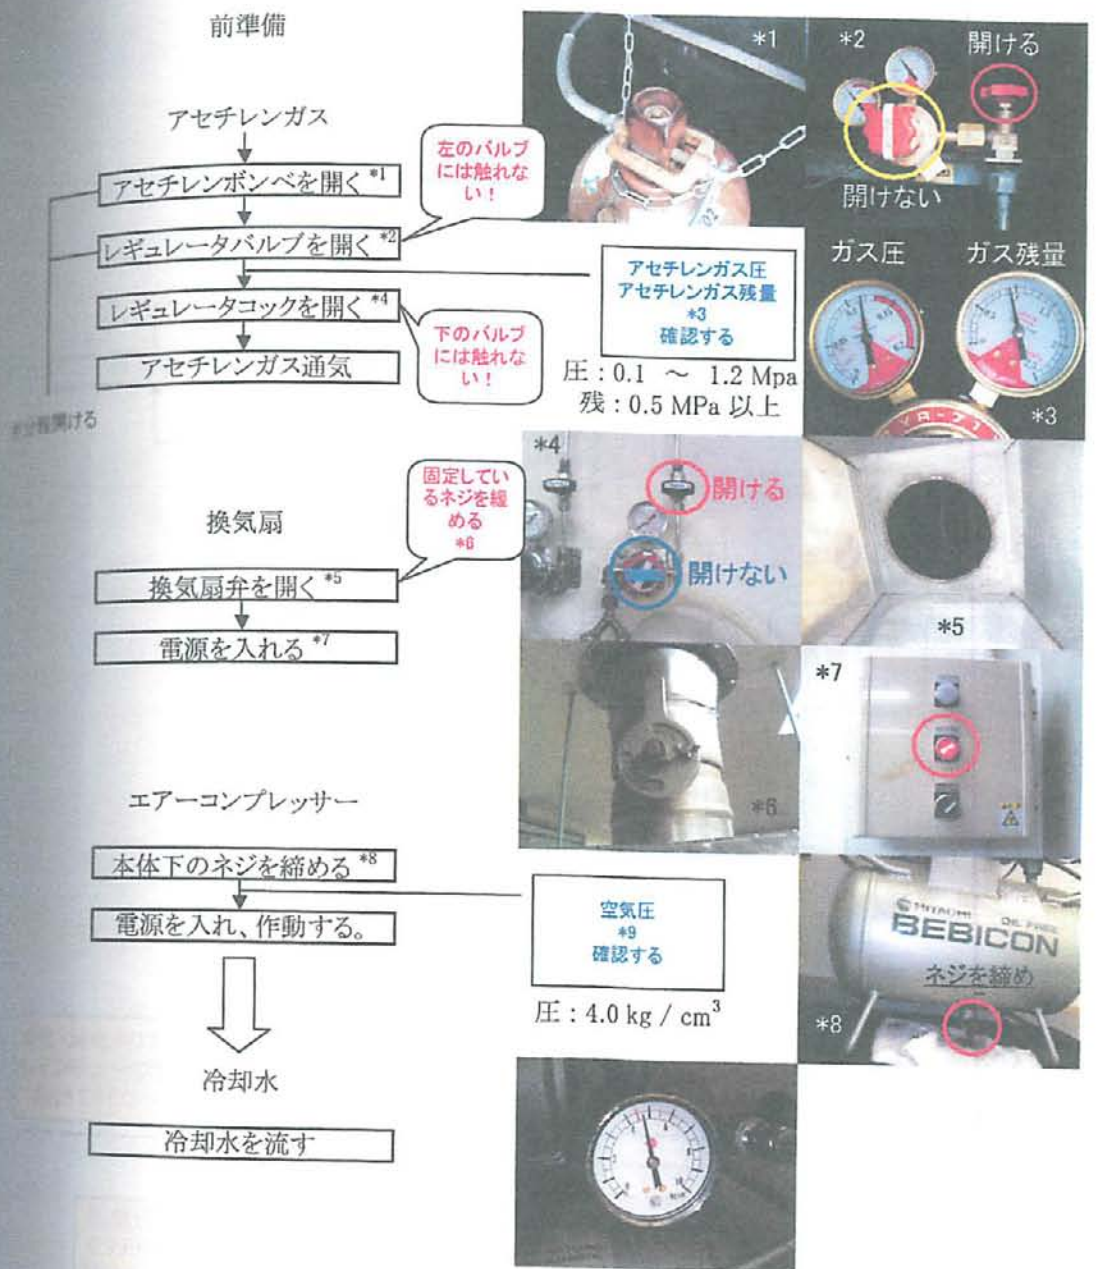 前準備
*1
*2
開ける
アセチレンガス
アセチレンボンベを開く *1
左のバルブ
には触れな
い！
開けない
レギュレータバルブを開く *2
アセチレンガス圧
アセチレンガス残量
*3
確認する
ガス圧
ガス残量
レギュレータコックを開く *4
下のバルブ
には触れな
い！
アセチレンガス通気
圧：0.1 ～ 1.2 Mpa
残：0.5 MPa 以上
YR-71
*3
開ける
*4
開ける
開けない
固定してい
るネジを緩
める
*6
換気扇
換気扇弁を開く *5
電源を入れる *7
*5
*6
*7
エアーコンプレッサー
本体下のネジを締める *8
電源を入れ、作動する。
空気圧
*9
確認する
圧：4.0 kg / cm³
HITACHI
OIL FREE
BEBICON
ネジを締め
*8
冷却水
冷却水を流す